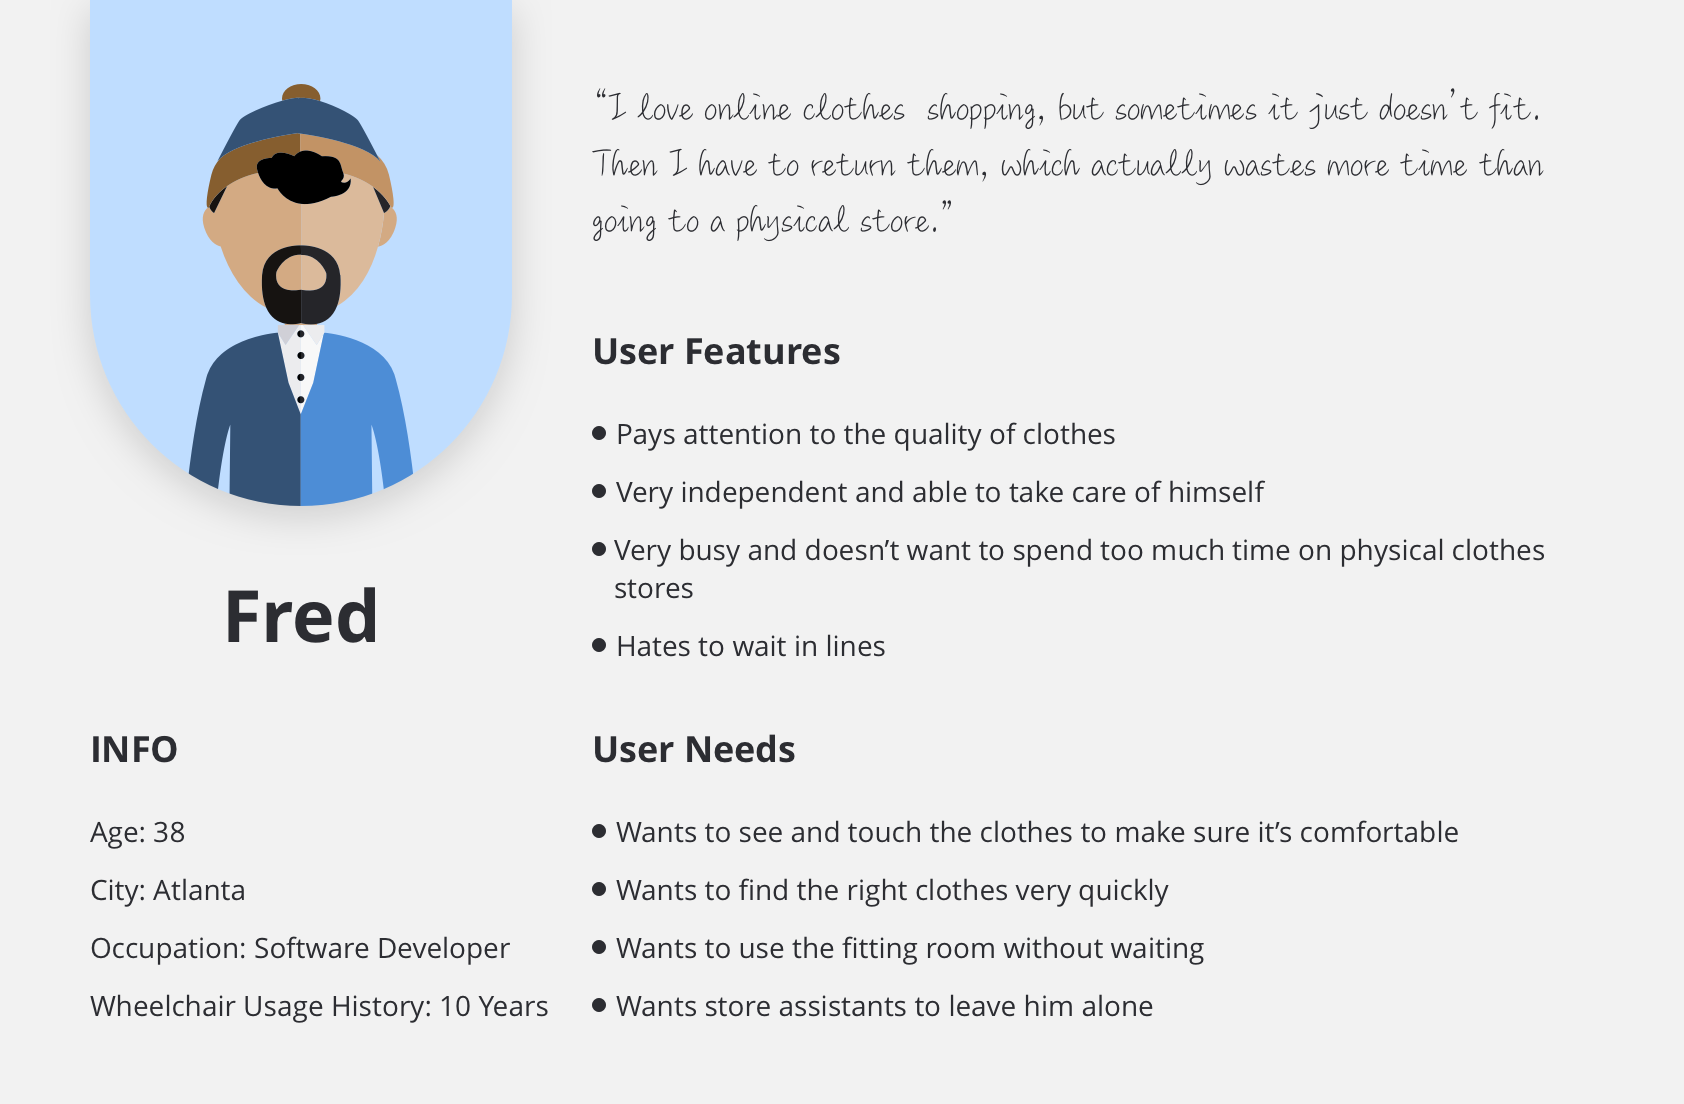 “I love online clothes  shopping, but sometimes it just doesn’t fit.
Then I have to return them, which actually wastes more time than
going to a physical store.”
Fred
INFO
Age: 38
City: Atlanta
Occupation: Software Developer
Wheelchair Usage History: 10 Years
User Features
● Pays attention to the quality of clothes
● Very independent and able to take care of himself
● Very busy and doesn’t want to spend too much time on physical clothes
stores
● Hates to wait in lines
User Needs
● Wants to see and touch the clothes to make sure it’s comfortable
● Wants to find the right clothes very quickly
● Wants to use the fitting room without waiting
● Wants store assistants to leave him alone